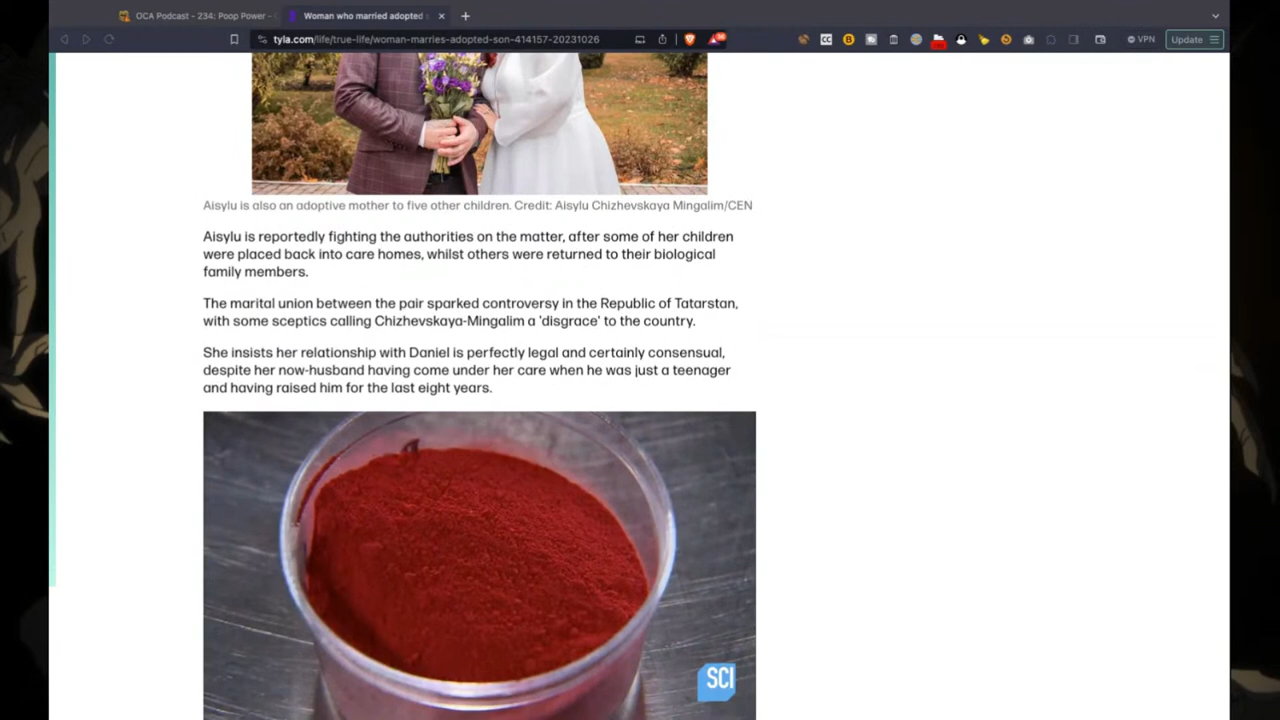 OCA Podcast - 234: Poop Power -
Woman who married adopted
tyla.com/life/true-life/woman-marries-adopted-son-414157-20231026
VPN
Update
Aisylu is also an adoptive mother to five other children. Credit: Aisylu Chizhevskaya Mingalim/CEN
Aisylu is reportedly fighting the authorities on the matter, after some of her children
were placed back into care homes, whilst others were returned to their biological
family members.
The marital union between the pair sparked controversy in the Republic of Tatarstan,
with some sceptics calling Chizhevskaya-Mingalim a 'disgrace' to the country.
She insists her relationship with Daniel is perfectly legal and certainly consensual,
despite her now-husband having come under her care when he was just a teenager
and having raised him for the last eight years.
SCI